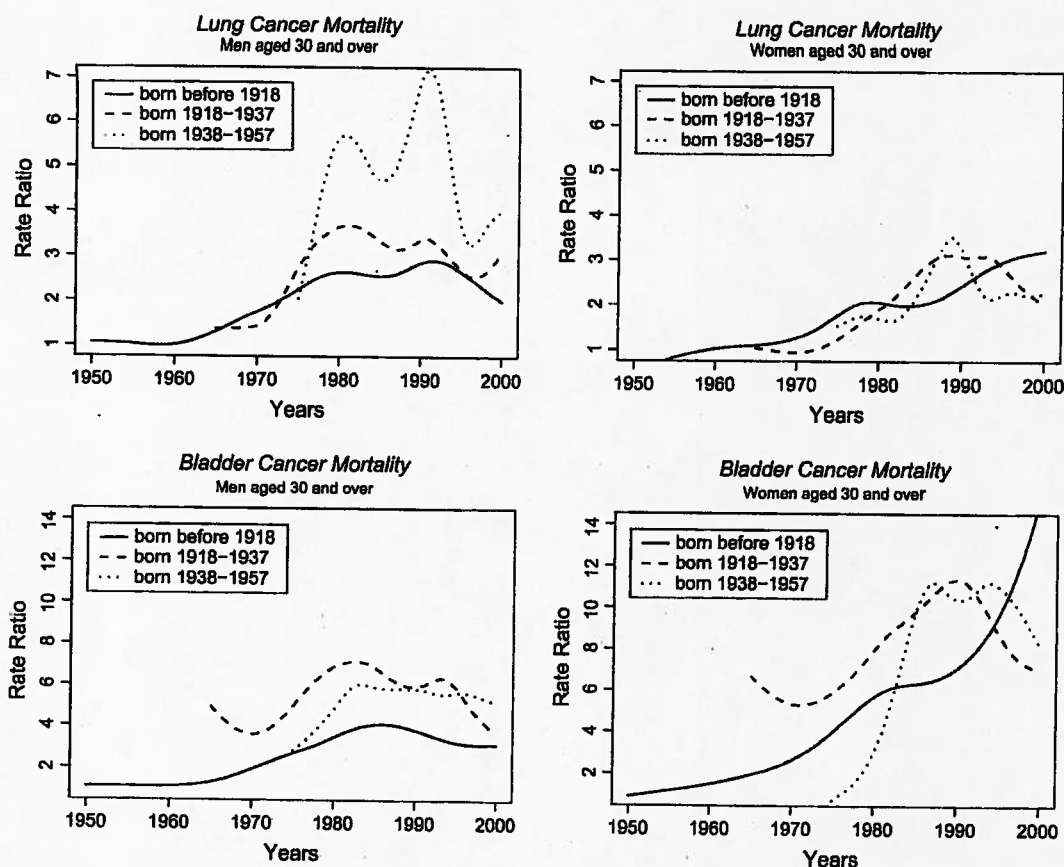 Lung Cancer Mortality
Men aged 30 and over
7
6
5
4
3
2
1
Rate Ratio
born before 1918
born 1918–1937
born 1938–1957
1950 1960 1970 1980 1990 2000
Years
Lung Cancer Mortality
Women aged 30 and over
7
6
5
4
3
2
1
Rate Ratio
born before 1918
born 1918–1937
born 1938–1957
1950 1960 1970 1980 1990 2000
Years
Bladder Cancer Mortality
Men aged 30 and over
14
12
10
8
6
4
2
Rate Ratio
born before 1918
born 1918–1937
born 1938–1957
1950 1960 1970 1980 1990 2000
Years
Bladder Cancer Mortality
Women aged 30 and over
14
12
10
8
6
4
2
Rate Ratio
born before 1918
born 1918–1937
born 1938–1957
1950 1960 1970 1980 1990 2000
Years